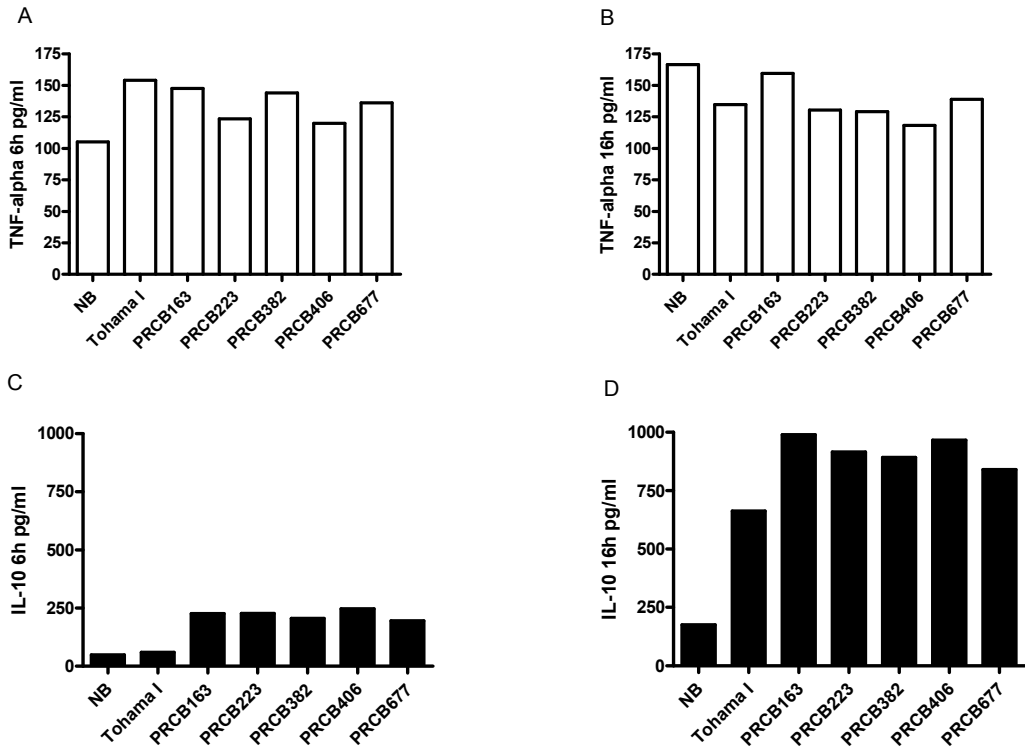 A
TNF-alpha 6h pg/ml
175
150
125
100
75
50
25
0
NB
Tohama I
PRCB163
PRCB223
PRCB382
PRCB406
PRCB677
B
TNF-alpha 16h pg/ml
175
150
125
100
75
50
25
0
NB
Tohama I
PRCB163
PRCB223
PRCB382
PRCB406
PRCB677
C
IL-10 6h pg/ml
1000
750
500
250
0
NB
Tohama I
PRCB163
PRCB223
PRCB382
PRCB406
PRCB677
D
IL-10 16h pg/ml
1000
750
500
250
0
NB
Tohama I
PRCB163
PRCB223
PRCB382
PRCB406
PRCB677